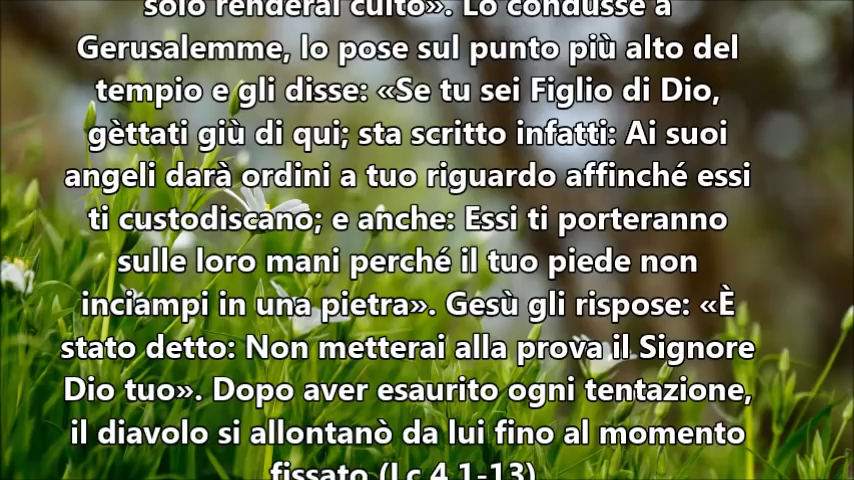 solo renderai culto». Lo condusse a
Gerusalemme, lo pose sul punto più alto del
tempio e gli disse: «Se tu sei Figlio di Dio,
gèttati giù di qui; sta scritto infatti: Ai suoi
angeli darà ordini a tuo riguardo affinché essi
ti custodiscano; e anche: Essi ti porteranno
sulle loro mani perché il tuo piede non
inciampi in una pietra». Gesù gli rispose: «È
stato detto: Non metterai alla prova il Signore
Dio tuo». Dopo aver esaurito ogni tentazione,
il diavolo si allontanò da lui fino al momento
fissato (Lc 4,1-13)